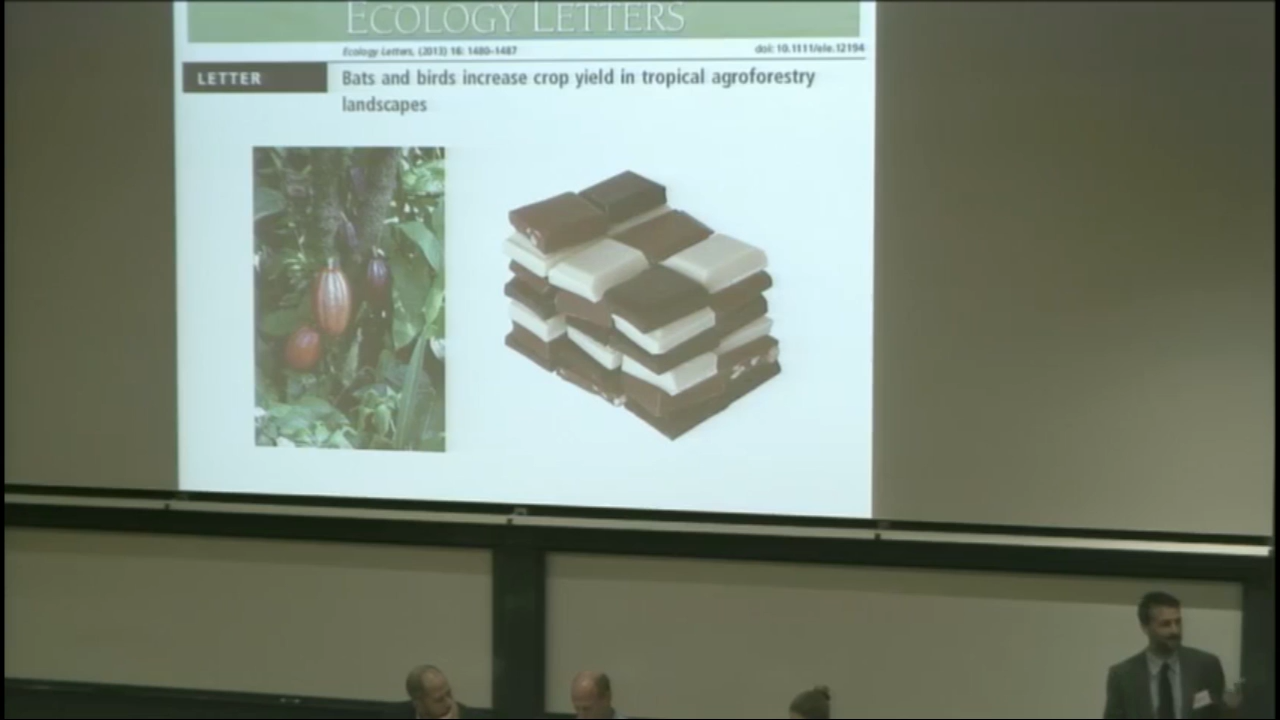 ECOLOGY LETTERS
Ecology Letters, (2013) 16: 1480–1487
doi: 10.1111/ele.12194
LETTER
Bats and birds increase crop yield in tropical agroforestry
landscapes